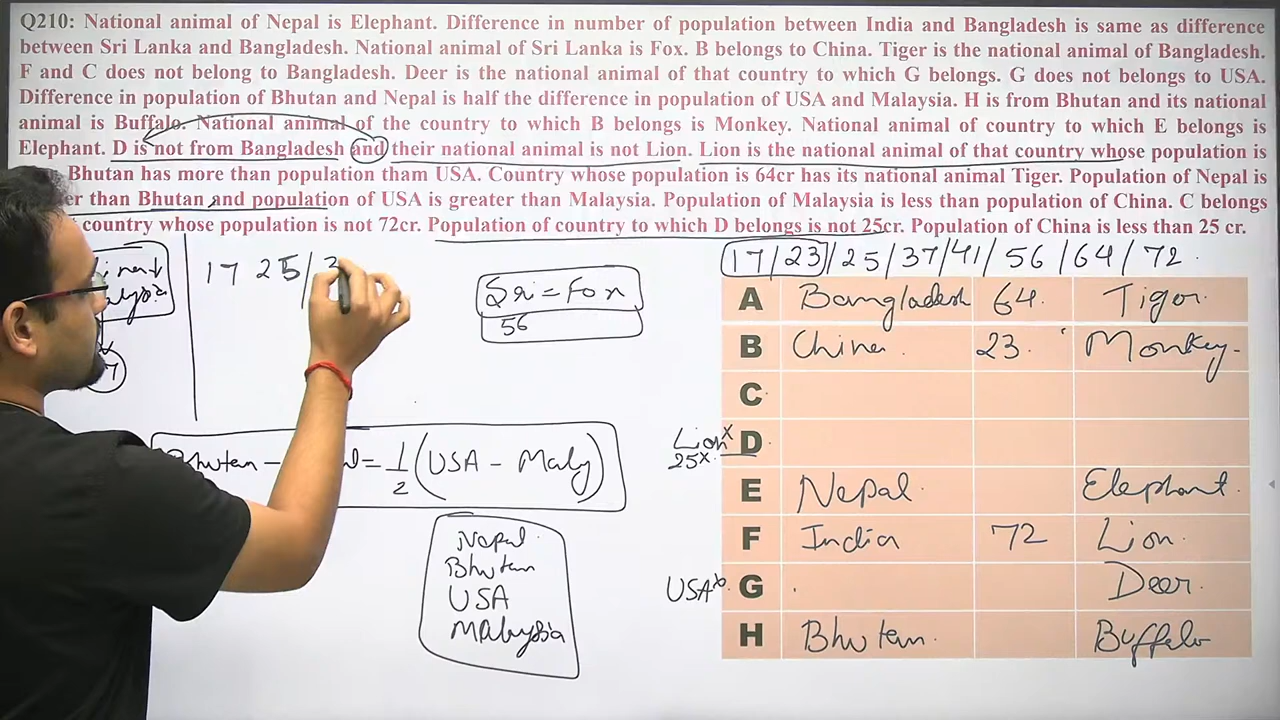 Q210: National animal of Nepal is Elephant. Difference in number of population between India and Bangladesh is same as difference
between Sri Lanka and Bangladesh. National animal of Sri Lanka is Fox. B belongs to China. Tiger is the national animal of Bangladesh.
F and C does not belong to Bangladesh. Deer is the national animal of that country to which G belongs. G does not belongs to USA.
Difference in population of Bhutan and Nepal is half the difference in population of USA and Malaysia. H is from Bhutan and its national
animal is Buffalo. National animal of the country to which B belongs is Monkey. National animal of country to which E belongs is
Elephant. D is not from Bangladesh and their national animal is not Lion. Lion is the national animal of that country whose population is
Bhutan has more than population tham USA. Country whose population is 64cr has its national animal Tiger. Population of Nepal is
than Bhutan and population of USA is greater than Malaysia. Population of Malaysia is less than population of China. C belongs
country whose population is not 72cr. Population of country to which D belongs is not 25cr. Population of China is less than 25 cr.
17 25/3
Sri = Fox
56
17/23/25/37/41/56/64/72
A Bangladesh 64 Tiger
B China 23 Monkey
C
Lion x D
25x
E Nepal Elephant
F India 72 Lion
USAx G Deer
H Bhutan Buffalo
= 1/2 (USA - Maly)
Nepal
Bhutan
USA
Malaysia